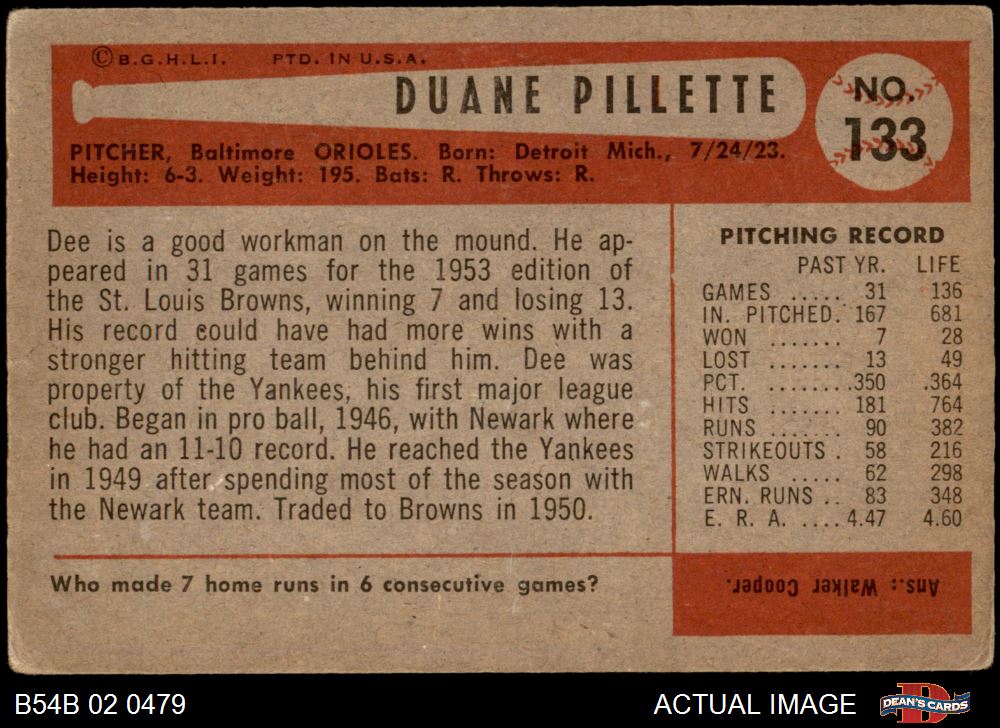 ©B.G.H.L.I. PTD. IN U.S.A.
DUANE PILLETTE
NO.
133
PITCHER, Baltimore ORIOLES. Born: Detroit Mich., 7/24/23.
Height: 6-3. Weight: 195. Bats: R. Throws: R.
Dee is a good workman on the mound. He ap-
peared in 31 games for the 1953 edition of
the St. Louis Browns, winning 7 and losing 13.
His record could have had more wins with a
stronger hitting team behind him. Dee was
property of the Yankees, his first major league
club. Began in pro ball, 1946, with Newark where
he had an 11-10 record. He reached the Yankees
in 1949 after spending most of the season with
the Newark team. Traded to Browns in 1950.
PITCHING RECORD
PAST YR. LIFE
GAMES ..... 31 136
IN. PITCHED. 167 681
WON ....... 7 28
LOST ....... 13 49
PCT. ........350 .364
HITS ....... 181 764
RUNS ....... 90 382
STRIKEOUTS . 58 216
WALKS ..... 62 298
ERN. RUNS .. 83 348
E. R. A. .... 4.47 4.60
Who made 7 home runs in 6 consecutive games?
Ans.: Walker Cooper.
B54B 02 0479
ACTUAL IMAGE
D
DEAN'S CARDS